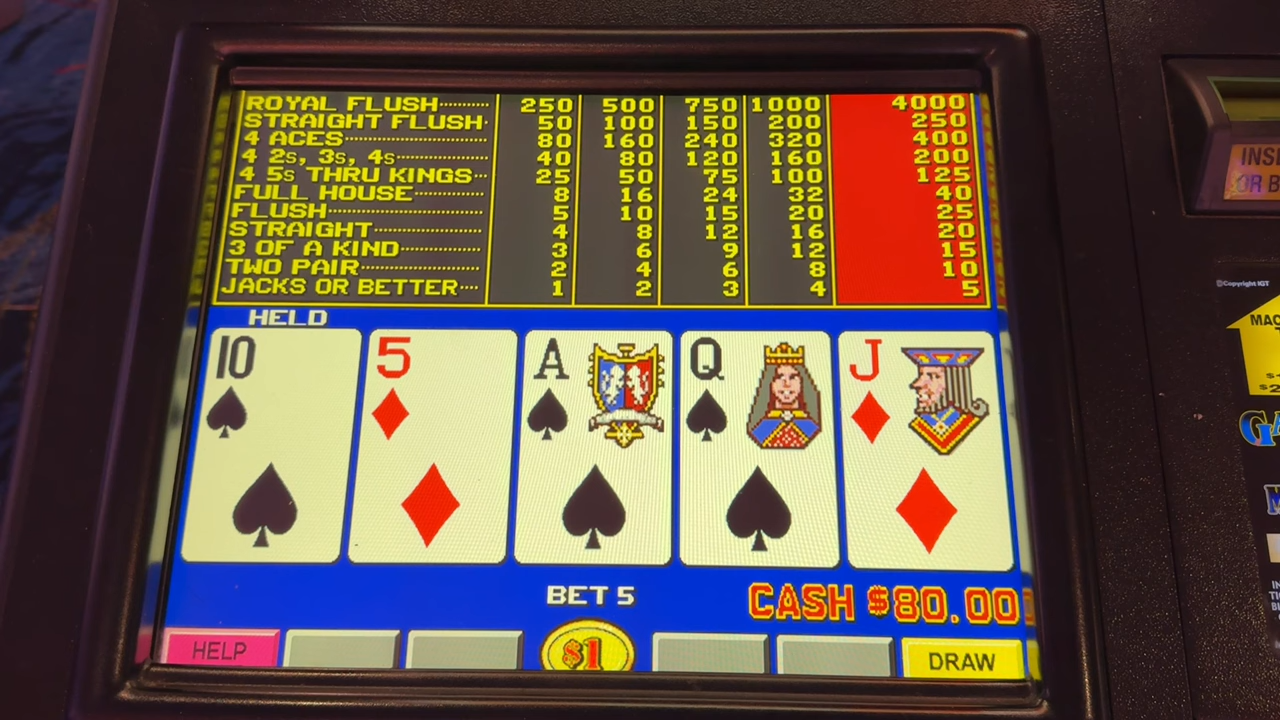 ROYAL FLUSH 250 500 750 1000 4000
STRAIGHT FLUSH 50 100 150 200 250
4 ACES 80 160 240 320 400
4 2s, 3s, 4s 40 80 120 160 200
4 5s THRU KINGS 25 50 75 100 125
FULL HOUSE 8 16 24 32 40
FLUSH 5 10 15 20 25
STRAIGHT 4 8 12 16 20
3 OF A KIND 3 6 9 12 15
TWO PAIR 2 4 6 8 10
JACKS OR BETTER 1 2 3 4 5
HELD
10 5 A Q J
BET 5
CASH $80.00
HELP $1 DRAW
OR B
©Copyright IGT